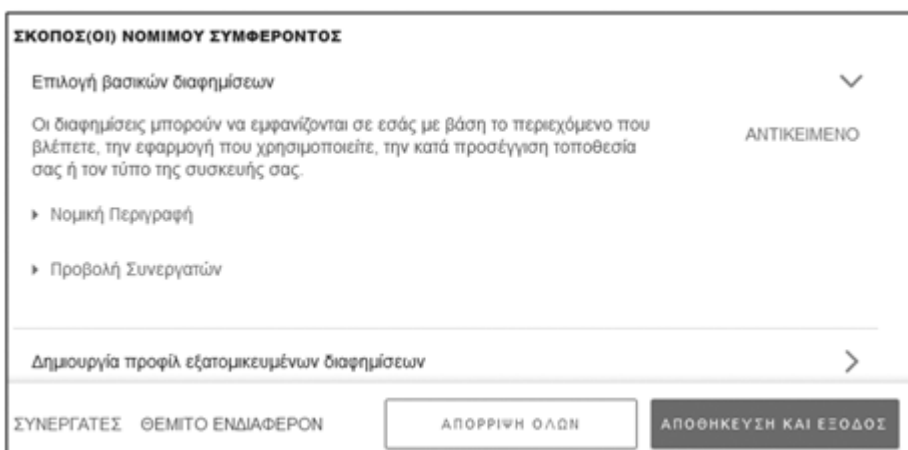 ΣΚΟΠΟΣ(ΟΙ) ΝΟΜΙΜΟΥ ΣΥΜΦΕΡΟΝΤΟΣ
Επιλογή βασικών διαφημίσεων
Οι διαφημίσεις μπορούν να εμφανίζονται σε εσάς με βάση το περιεχόμενο που
βλέπετε, την εφαρμογή που χρησιμοποιείτε, την κατά προσέγγιση τοποθεσία
σας ή τον τύπο της συσκευής σας.
ΑΝΤΙΚΕΙΜΕΝΟ
Νομική Περιγραφή
Προβολή Συνεργατών
Δημιουργία προφίλ εξατομικευμένων διαφημίσεων
ΣΥΝΕΡΓΑΤΕΣ ΘΕΜΙΤΟ ΕΝΔΙΑΦΕΡΟΝ ΑΠΟΡΡΙΨΗ ΟΛΩΝ ΑΠΟΘΗΚΕΥΣΗ ΚΑΙ ΕΞΟΔΟΣ